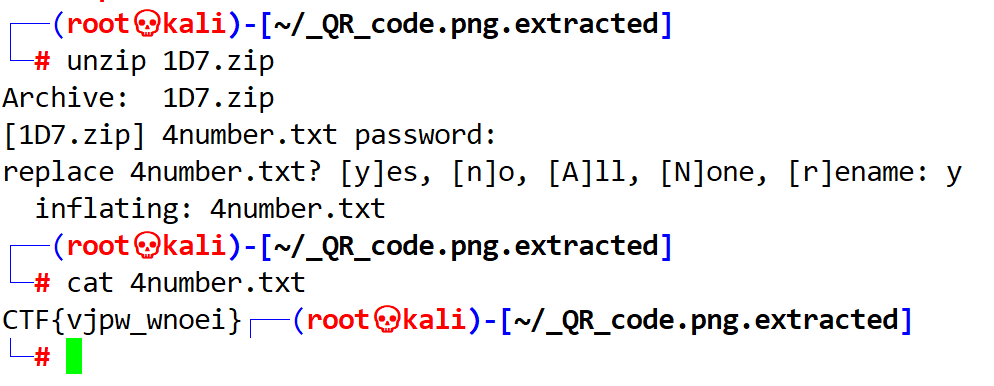 ┌──(root💀kali)-[~/_QR_code.png.extracted]
└─# unzip 1D7.zip
Archive:  1D7.zip
[1D7.zip] 4number.txt password:
replace 4number.txt? [y]es, [n]o, [A]ll, [N]one, [r]ename: y
  inflating: 4number.txt
┌──(root💀kali)-[~/_QR_code.png.extracted]
└─# cat 4number.txt
CTF{vjpw_wnoei}┌──(root💀kali)-[~/_QR_code.png.extracted]
└─#